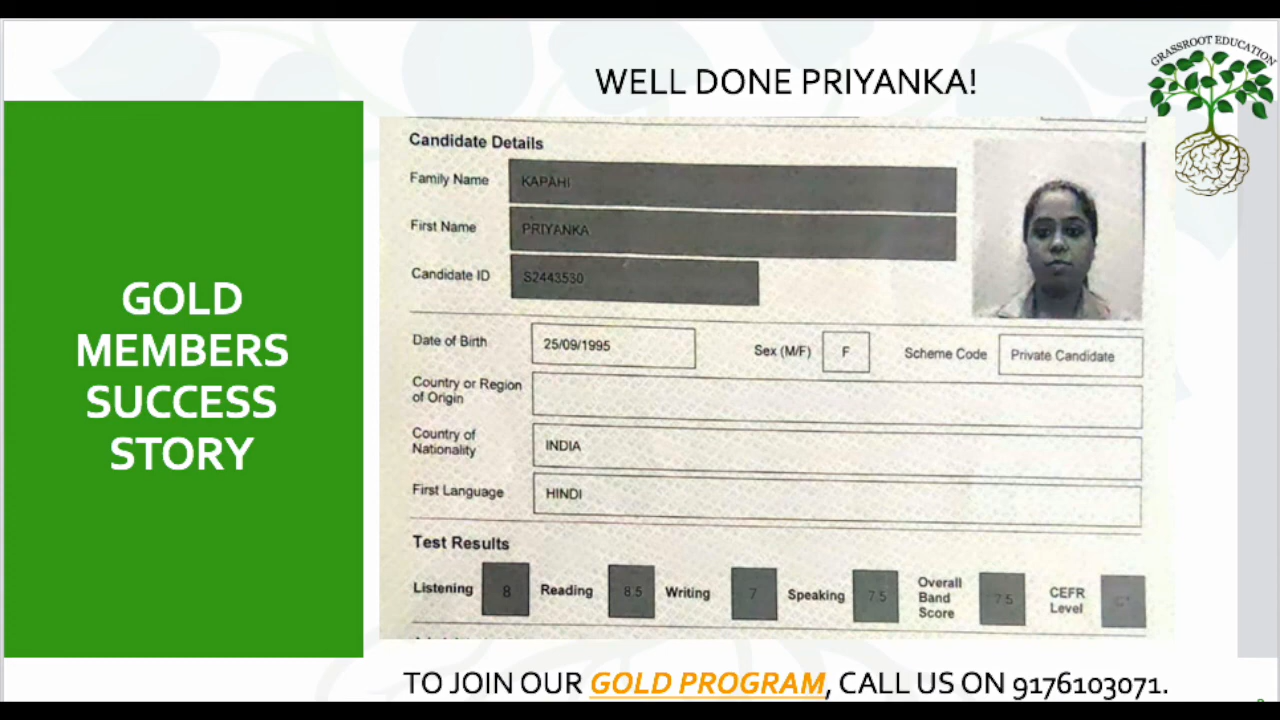 GRASSROOT EDUCATION
WELL DONE PRIYANKA!
GOLD
MEMBERS
SUCCESS
STORY
Candidate Details
Family Name KAPAHI
First Name PRIYANKA
Candidate ID S2443530
Date of Birth 25/09/1995 Sex (M/F) F Scheme Code Private Candidate
Country or Region
of Origin
Country of
Nationality INDIA
First Language HINDI
Test Results
Listening 8 Reading 8.5 Writing 7 Speaking 7.5 Overall
Band
Score 7.5 CEFR
Level
TO JOIN OUR GOLD PROGRAM, CALL US ON 9176103071.